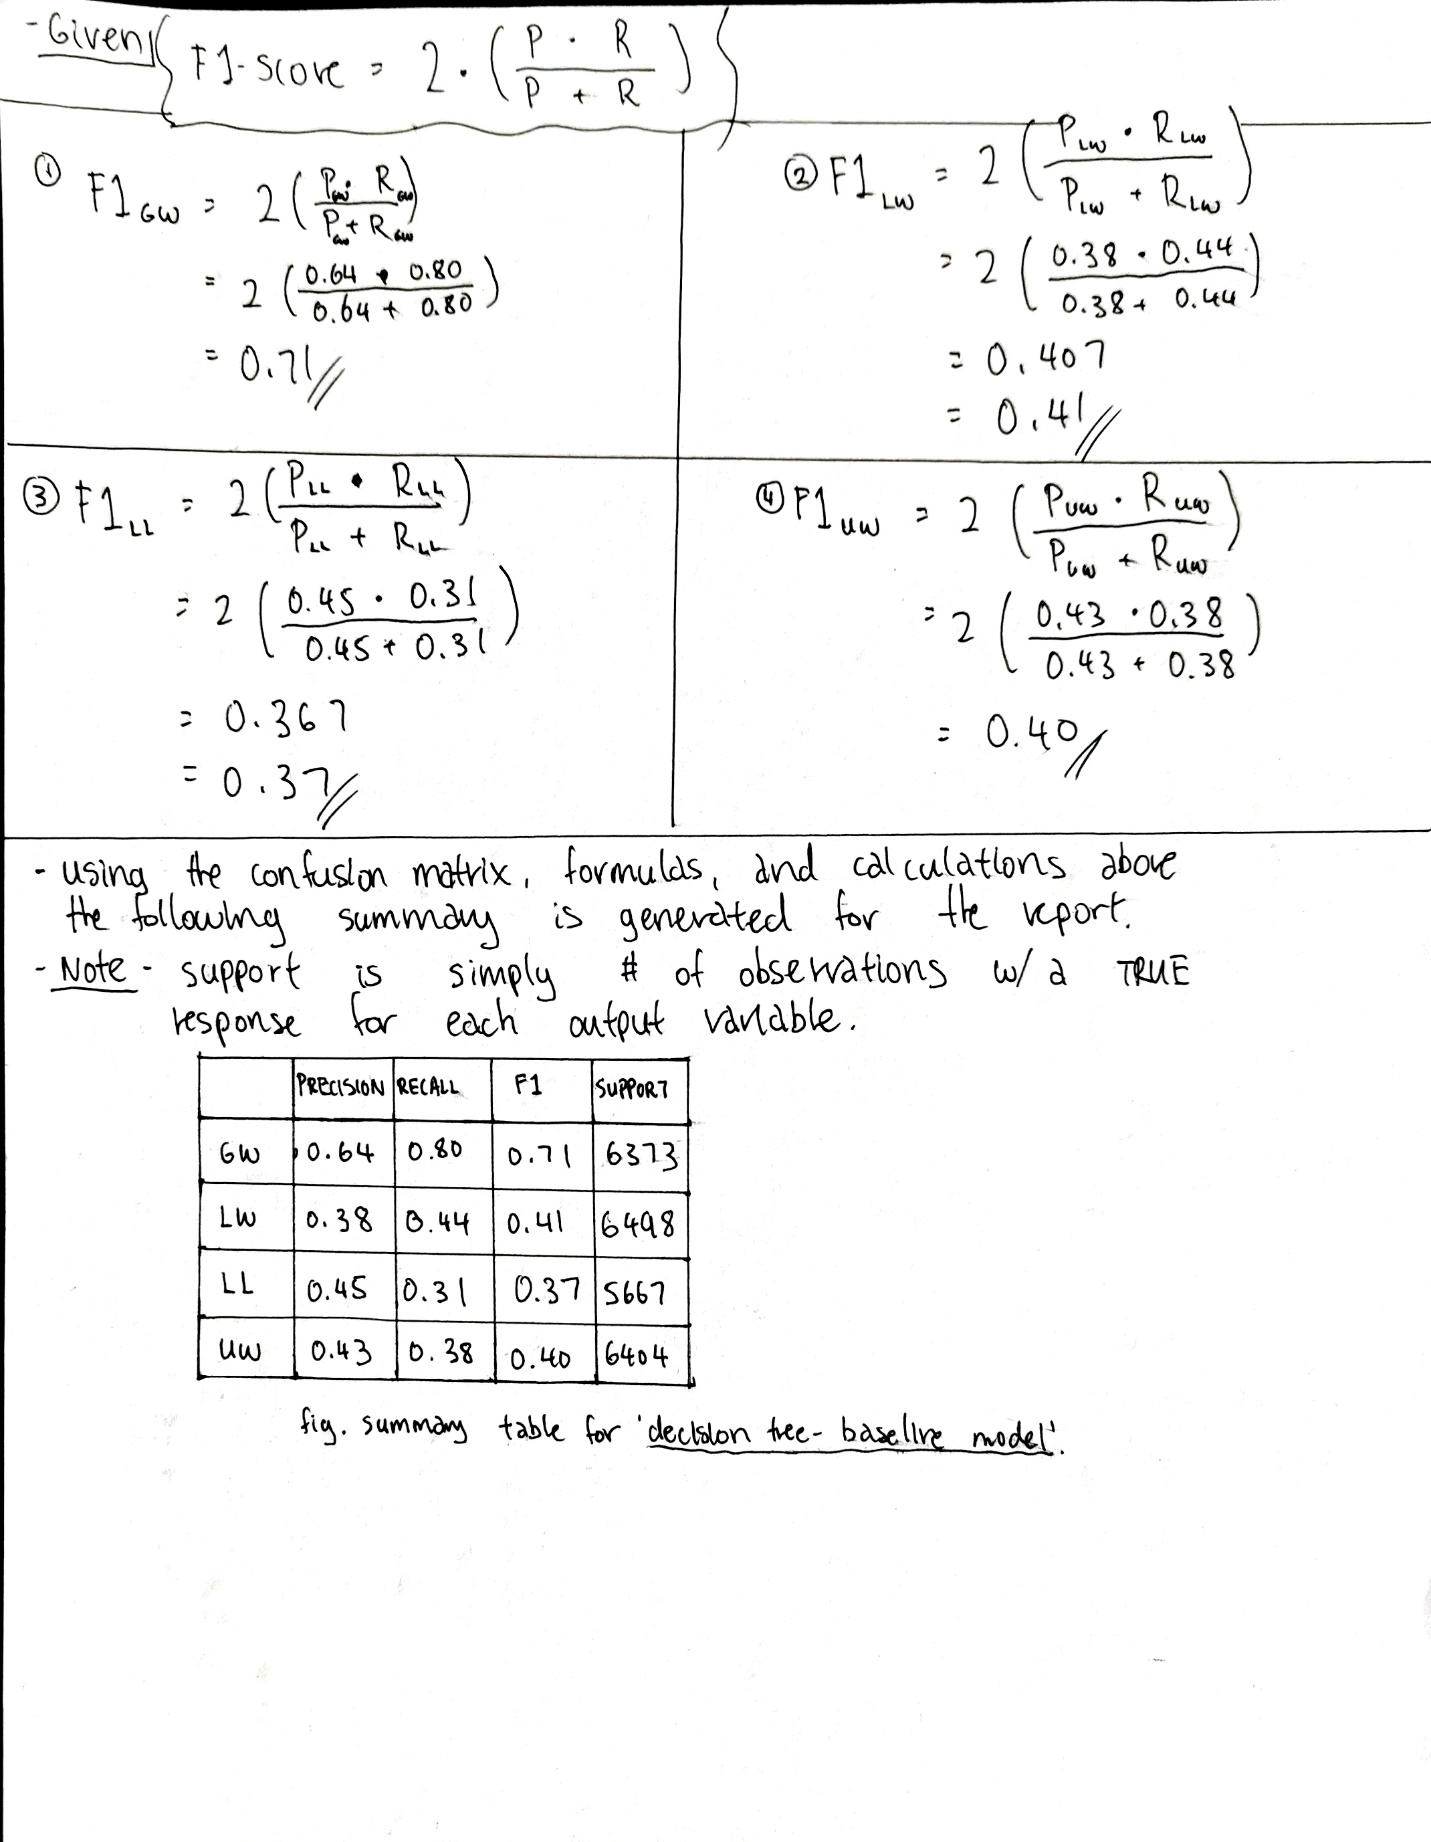 - Given, F1-score = 2 · ( P · R / P + R )
① F1GW = 2 ( PGW · RGW / PGW + RGW )
= 2 ( 0.64 · 0.80 / 0.64 + 0.80 )
= 0.71
② F1LW = 2 ( PLW · RLW / PLW + RLW )
= 2 ( 0.38 · 0.44 / 0.38 + 0.44 )
= 0.407
= 0.41
③ F1LL = 2 ( PLL · RLL / PLL + RLL )
= 2 ( 0.45 · 0.31 / 0.45 + 0.31 )
= 0.367
= 0.37
④ F1UW = 2 ( PUW · RUW / PUW + RUW )
= 2 ( 0.43 · 0.38 / 0.43 + 0.38 )
= 0.40
- using the confusion matrix, formulas, and calculations above
the following summary is generated for the report.
- Note - support is simply # of observations w/ a TRUE
response for each output variable.
PRECISION RECALL F1 SUPPORT
GW 0.64 0.80 0.71 6373
LW 0.38 0.44 0.41 6498
LL 0.45 0.31 0.37 5667
UW 0.43 0.38 0.40 6404
fig. summary table for 'decision tree - baseline model'.